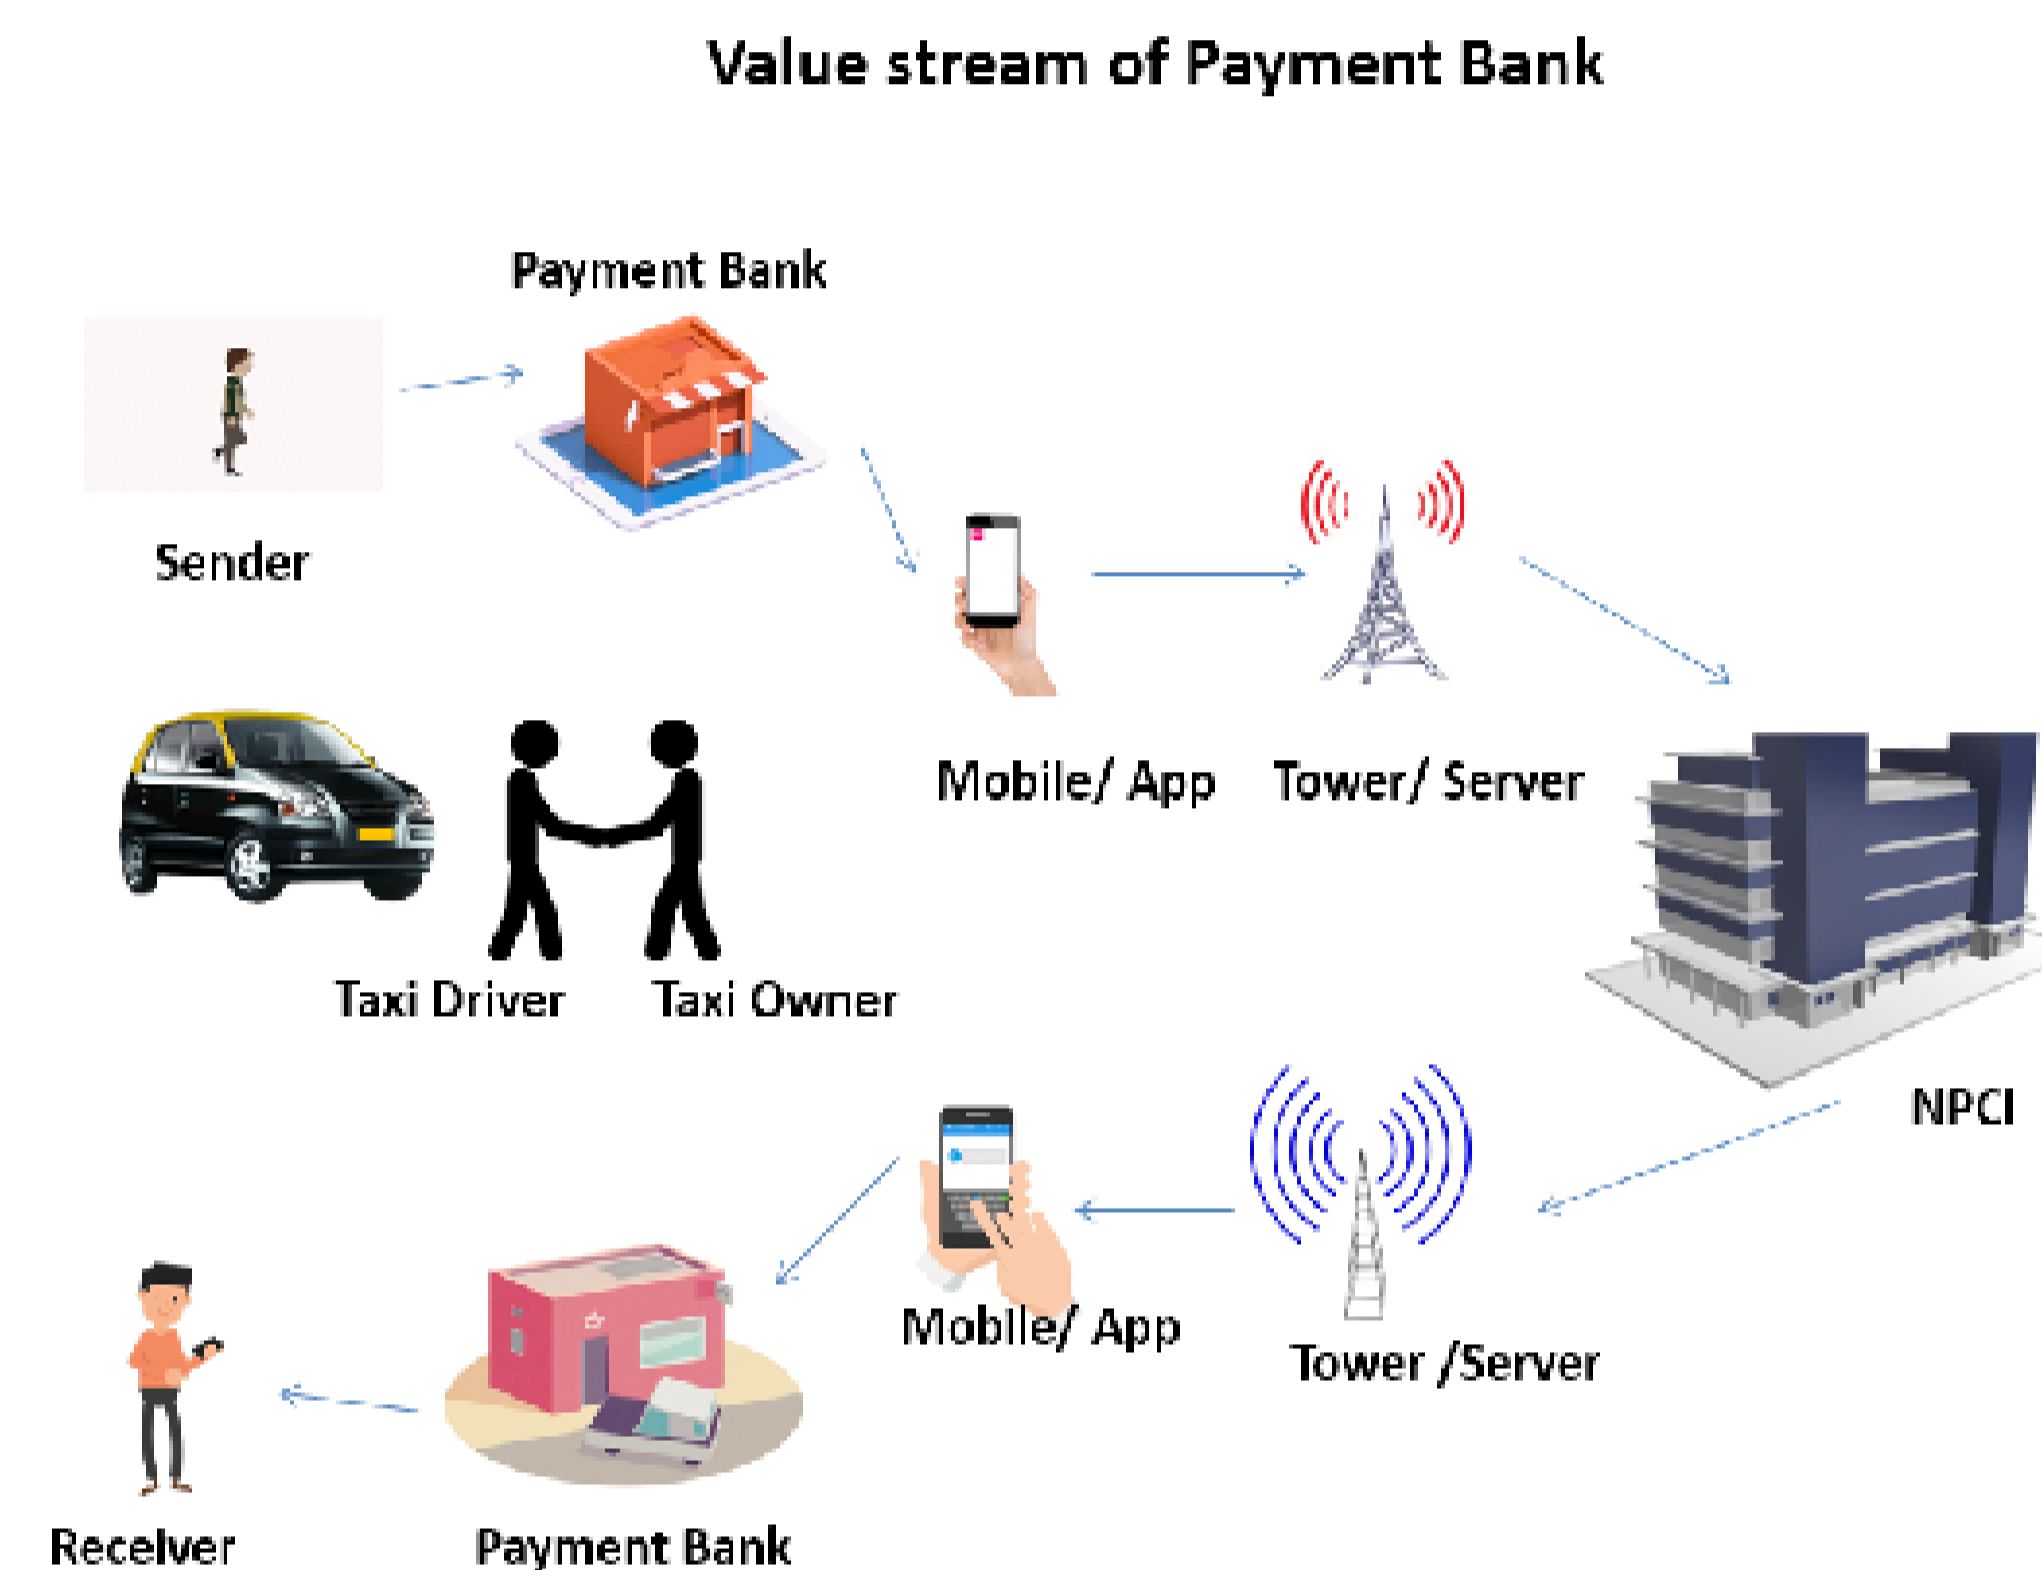 Value stream of Payment Bank
Payment Bank
Sender
Mobile/ App
Tower/ Server
Taxi Driver
Taxi Owner
NPCI
Mobile/ App
Tower /Server
Receiver
Payment Bank